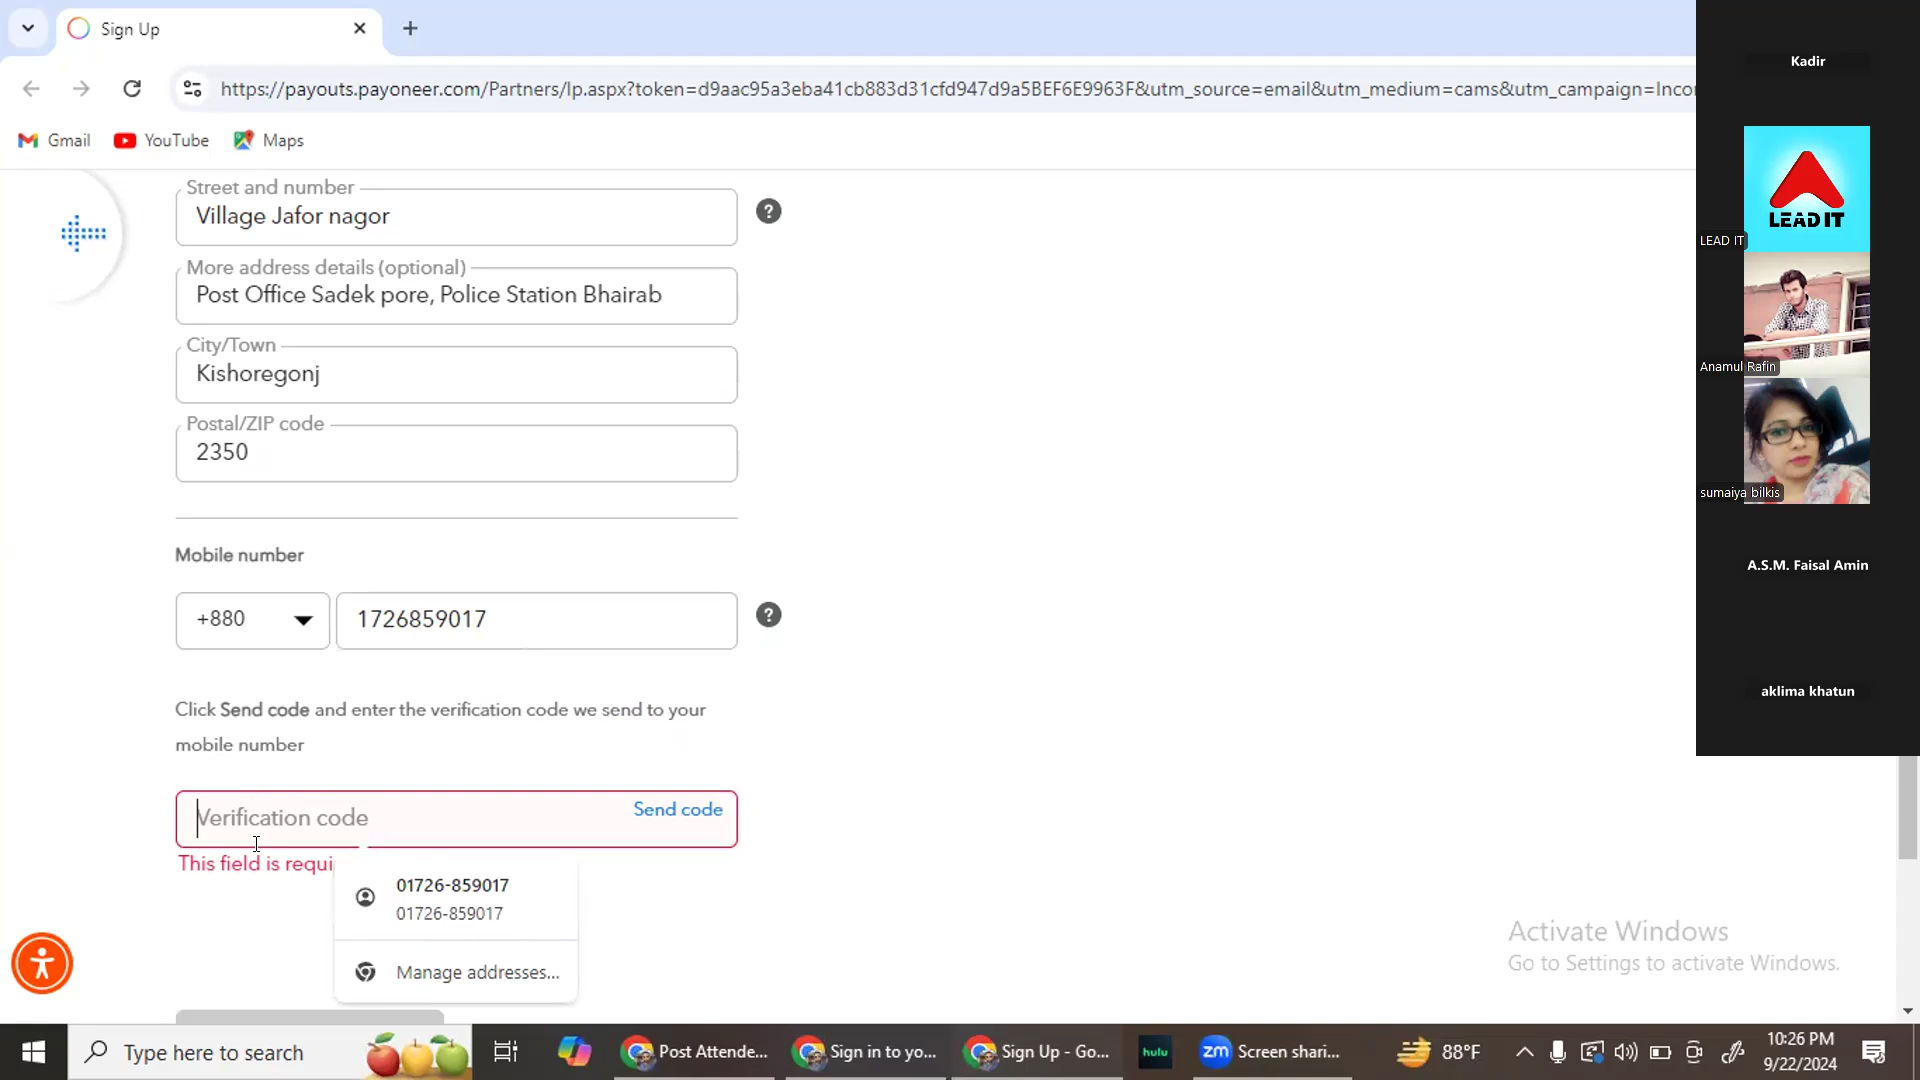 Sign Up
https://payouts.payoneer.com/Partners/lp.aspx?token=d9aac95a3eba41cb883d31cfd947d9a5BEF6E9963F&utm_source=email&utm_medium=cams&utm_campaign=Inco
Gmail
YouTube
Maps
Street and number
Village Jafor nagor
?
More address details (optional)
Post Office Sadek pore, Police Station Bhairab
City/Town
Kishoregonj
Postal/ZIP code
2350
Mobile number
+880
1726859017
?
Click Send code and enter the verification code we send to your
mobile number
Verification code
Send code
This field is requi
01726-859017
01726-859017
Manage addresses...
Activate Windows
Go to Settings to activate Windows.
Kadir
LEAD IT
LEAD IT
Anamul Rafin
sumaiya bilkis
A.S.M. Faisal Amin
aklima khatun
Type here to search
Post Attende...
Sign in to yo...
Sign Up - Go...
hulu
zm
Screen shari...
88°F
10:26 PM
9/22/2024